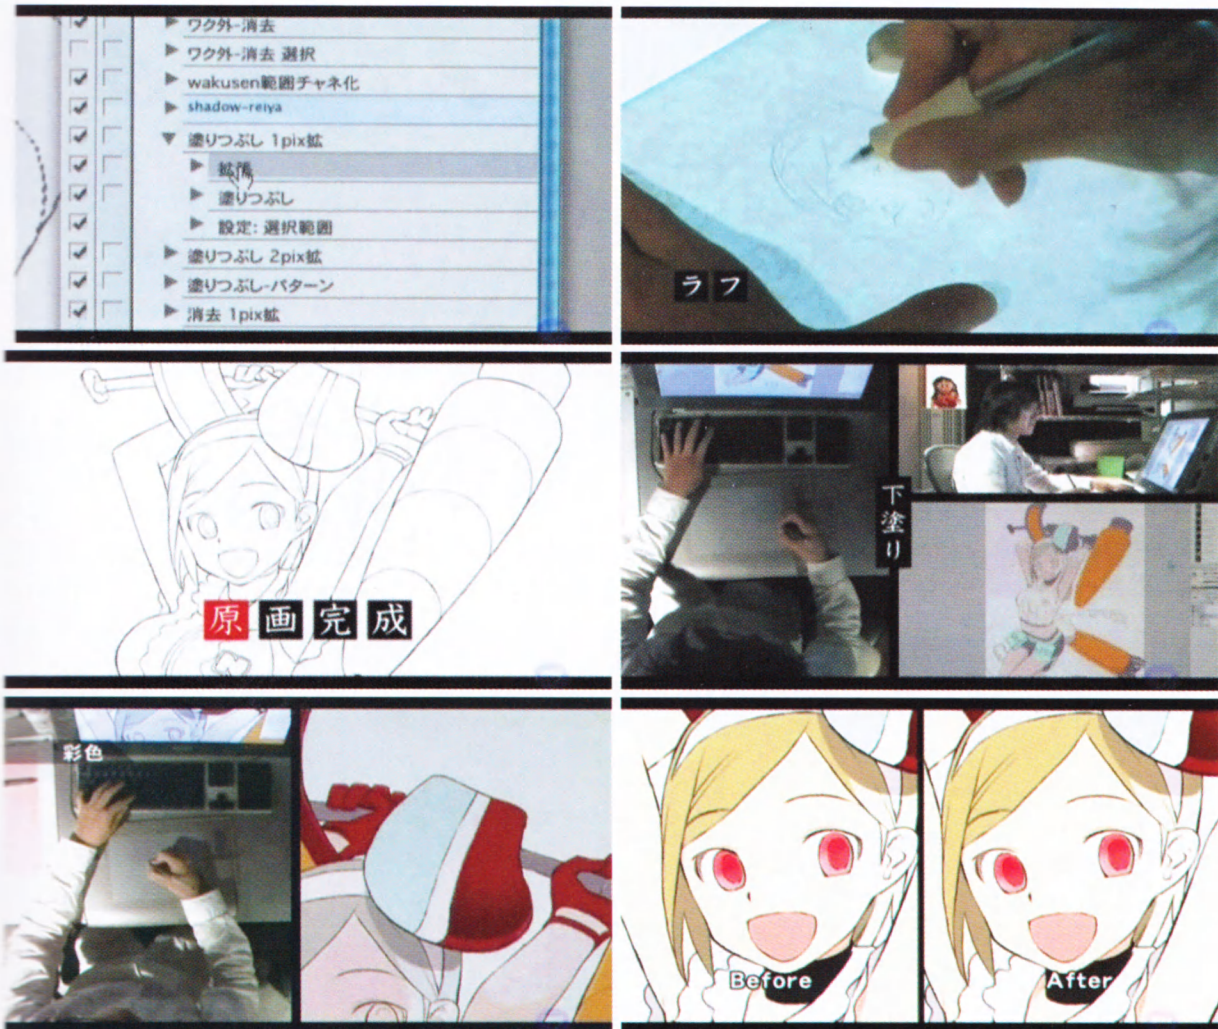 ワク外-消去
ワク外-消去 選択
wakusen範囲チャネ化
shadow-reiya
塗りつぶし 1pix拡
拡張
塗りつぶし
設定: 選択範囲
塗りつぶし 2pix拡
塗りつぶし-パターン
消去 1pix拡
ラフ
原画完成
下塗り
彩色
Before
After